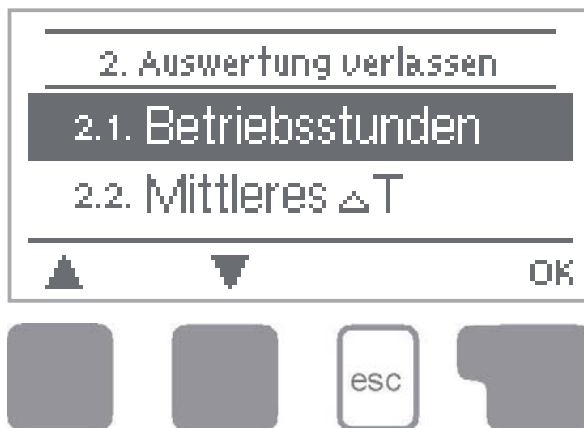 2. Auswertung verlassen
2.1. Betriebsstunden
2.2. Mittleres △T
▲ ▼ OK
esc